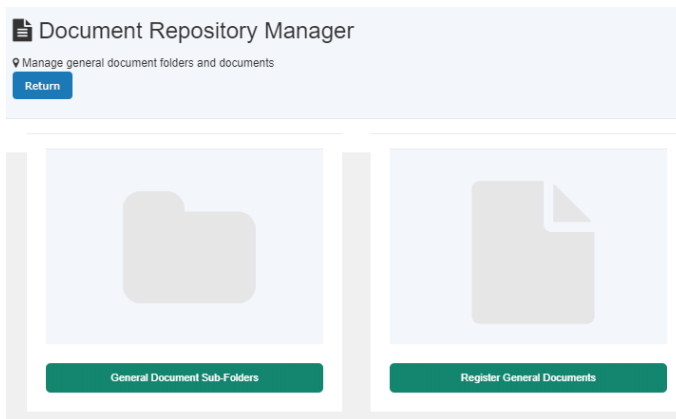 Document Repository Manager
Manage general document folders and documents
Return
General Document Sub-Folders
Register General Documents